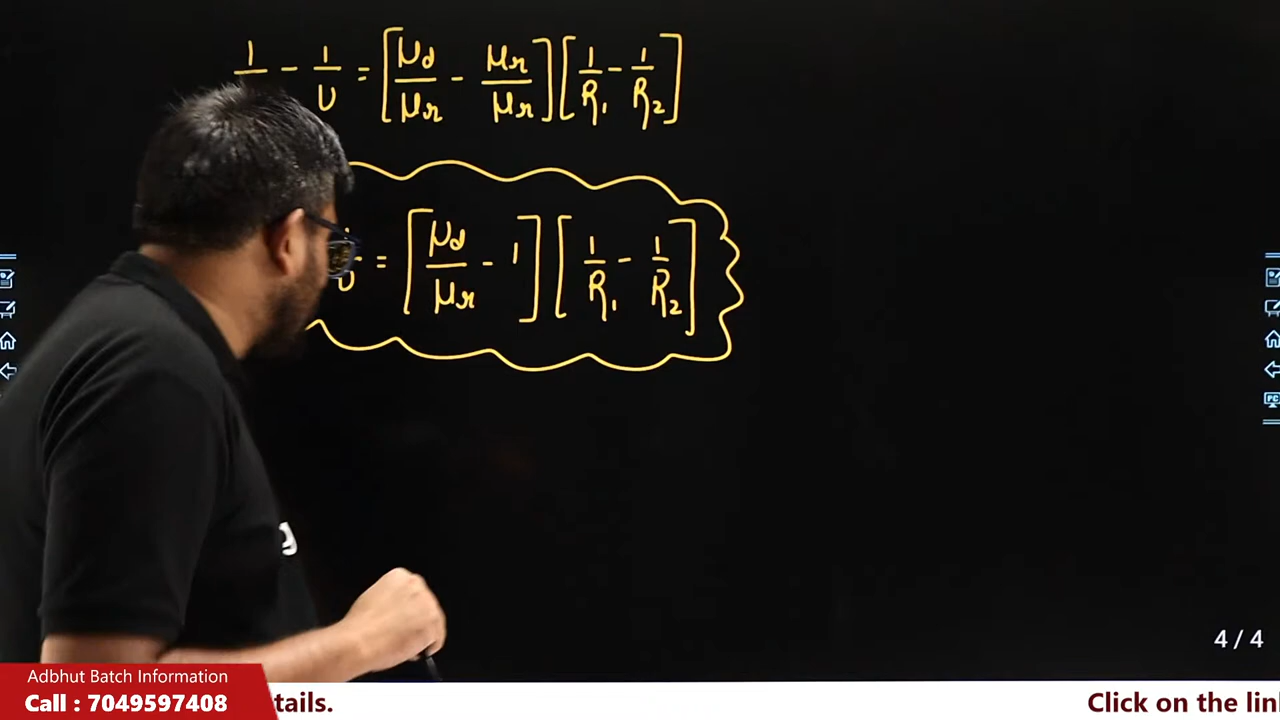 1/ - 1/υ = [μd/μr - μr/μr] [1/R₁ - 1/R₂]
/υ = [μd/μr - 1] [1/R₁ - 1/R₂]
4 / 4
Adbhut Batch Information
Call : 7049597408
tails.
Click on the lin